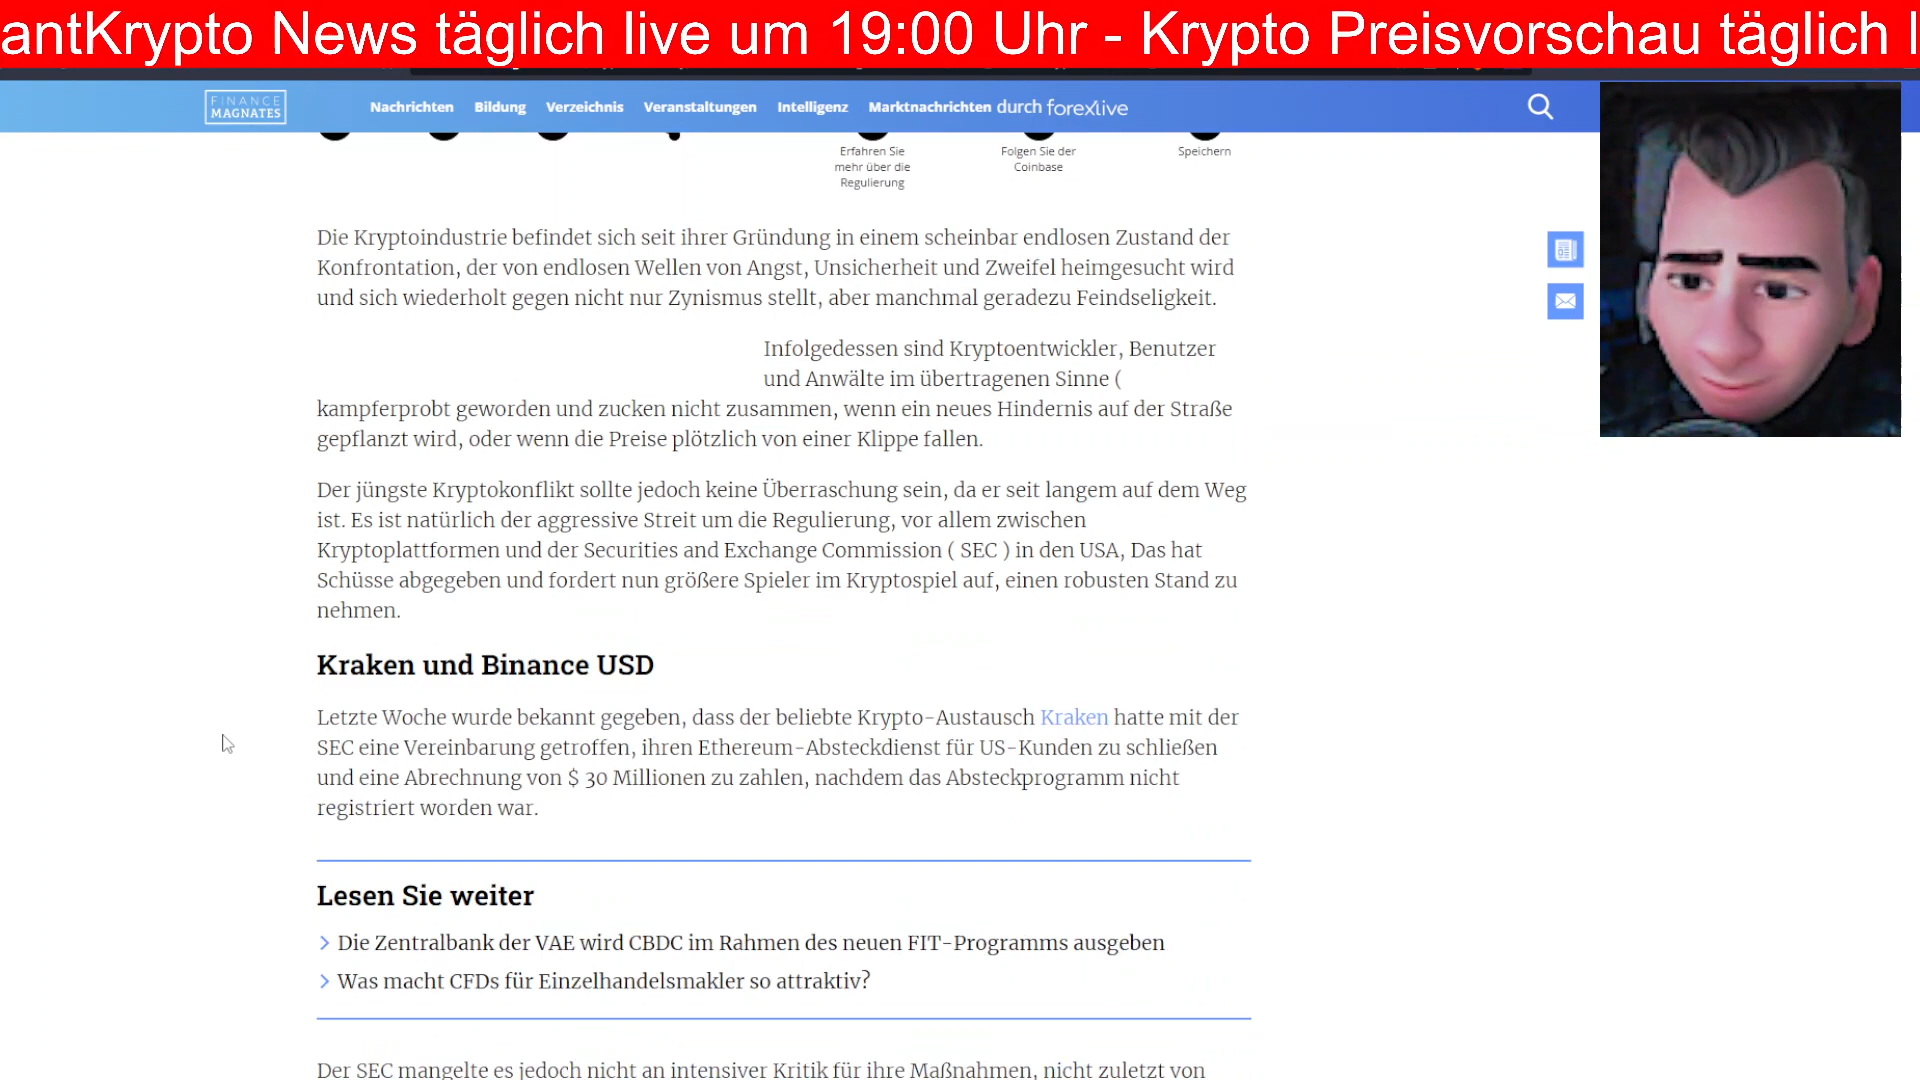 antKrypto News täglich live um 19:00 Uhr - Krypto Preisvorschau täglich l
FINANCE
MAGNATES
Nachrichten Bildung Verzeichnis Veranstaltungen Intelligenz Marktnachrichten durch forexlive
Erfahren Sie
mehr über die
Regulierung
Folgen Sie der
Coinbase
Speichern
Die Kryptoindustrie befindet sich seit ihrer Gründung in einem scheinbar endlosen Zustand der
Konfrontation, der von endlosen Wellen von Angst, Unsicherheit und Zweifel heimgesucht wird
und sich wiederholt gegen nicht nur Zynismus stellt, aber manchmal geradezu Feindseligkeit.
Infolgedessen sind Kryptoentwickler, Benutzer
und Anwälte im übertragenen Sinne (
kampferprobt geworden und zucken nicht zusammen, wenn ein neues Hindernis auf der Straße
gepflanzt wird, oder wenn die Preise plötzlich von einer Klippe fallen.
Der jüngste Kryptokonflikt sollte jedoch keine Überraschung sein, da er seit langem auf dem Weg
ist. Es ist natürlich der aggressive Streit um die Regulierung, vor allem zwischen
Kryptoplattformen und der Securities and Exchange Commission ( SEC ) in den USA, Das hat
Schüsse abgegeben und fordert nun größere Spieler im Kryptospiel auf, einen robusten Stand zu
nehmen.
Kraken und Binance USD
Letzte Woche wurde bekannt gegeben, dass der beliebte Krypto-Austausch Kraken hatte mit der
SEC eine Vereinbarung getroffen, ihren Ethereum-Absteckdienst für US-Kunden zu schließen
und eine Abrechnung von $ 30 Millionen zu zahlen, nachdem das Absteckprogramm nicht
registriert worden war.
Lesen Sie weiter
Die Zentralbank der VAE wird CBDC im Rahmen des neuen FIT-Programms ausgeben
Was macht CFDs für Einzelhandelsmakler so attraktiv?
Der SEC mangelte es jedoch nicht an intensiver Kritik für ihre Maßnahmen, nicht zuletzt von